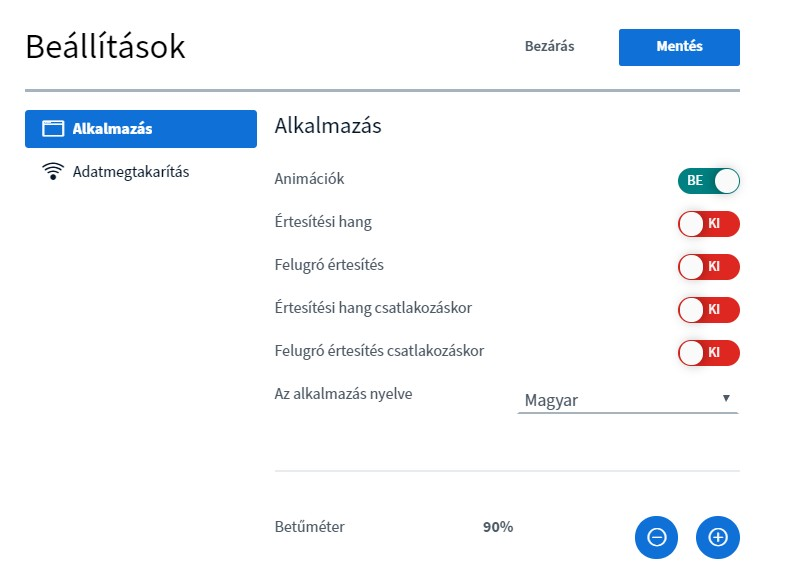 Beállítások
Bezárás
Mentés
Alkalmazás
Adatmegtakarítás
Alkalmazás
Animációk
BE
Értesítési hang
KI
Felugró értesítés
KI
Értesítési hang csatlakozáskor
KI
Felugró értesítés csatlakozáskor
KI
Az alkalmazás nyelve
Magyar
Betűméter
90%